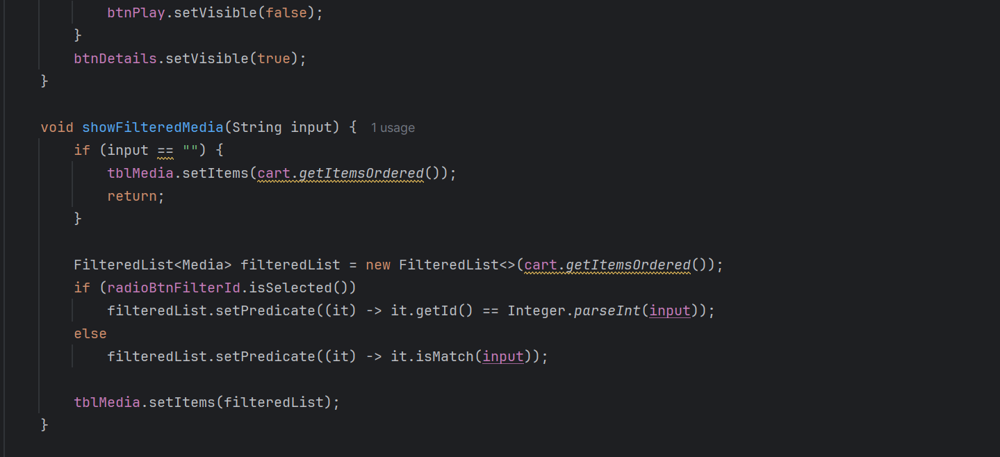 btnPlay.setVisible(false);
}
btnDetails.setVisible(true);
}
void showFilteredMedia(String input) { 1 usage
if (input == "") {
tblMedia.setItems(cart.getItemsOrdered());
return;
}
FilteredList<Media> filteredList = new FilteredList<>(cart.getItemsOrdered());
if (radioBtnFilterId.isSelected())
filteredList.setPredicate((it) -> it.getId() == Integer.parseInt(input));
else
filteredList.setPredicate((it) -> it.isMatch(input));
tblMedia.setItems(filteredList);
}